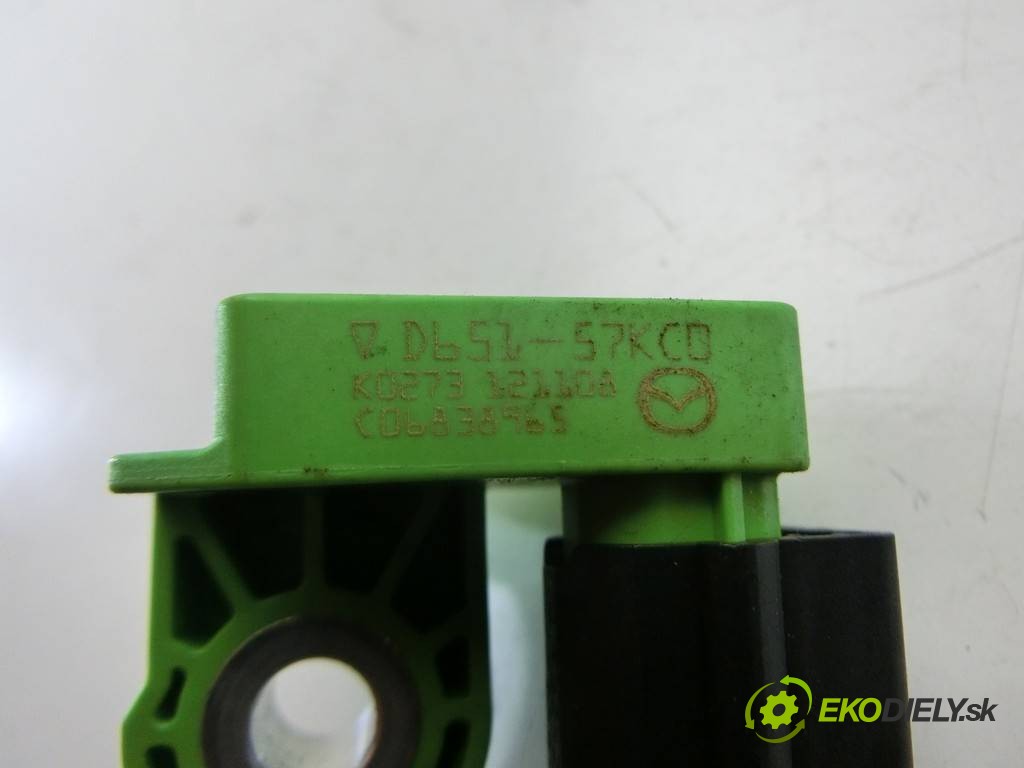 D651-57KC0
K0273 121108
C06838965
EKODIELY.sk